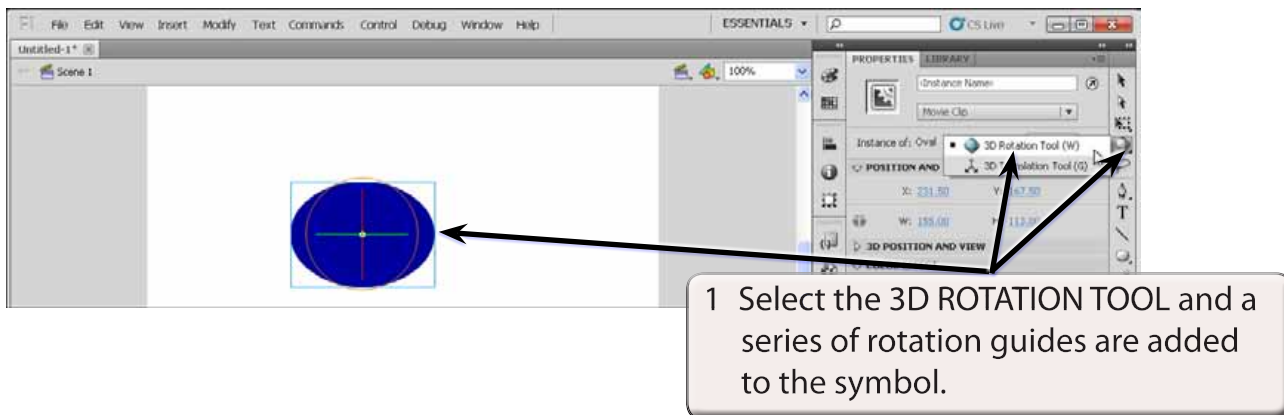 Fl File Edit View Insert Modify Text Commands Control Debug Window Help ESSENTIALS CS Live
Untitled-1*
Scene 1 100%
PROPERTIES LIBRARY
<Instance Name>
Movie Clip
Instance of: Oval
3D Rotation Tool (W)
3D Translation Tool (G)
POSITION AND
X: 231.50 Y: 167.50
W: 155.00 H: 113.00
3D POSITION AND VIEW
1 Select the 3D ROTATION TOOL and a
series of rotation guides are added
to the symbol.